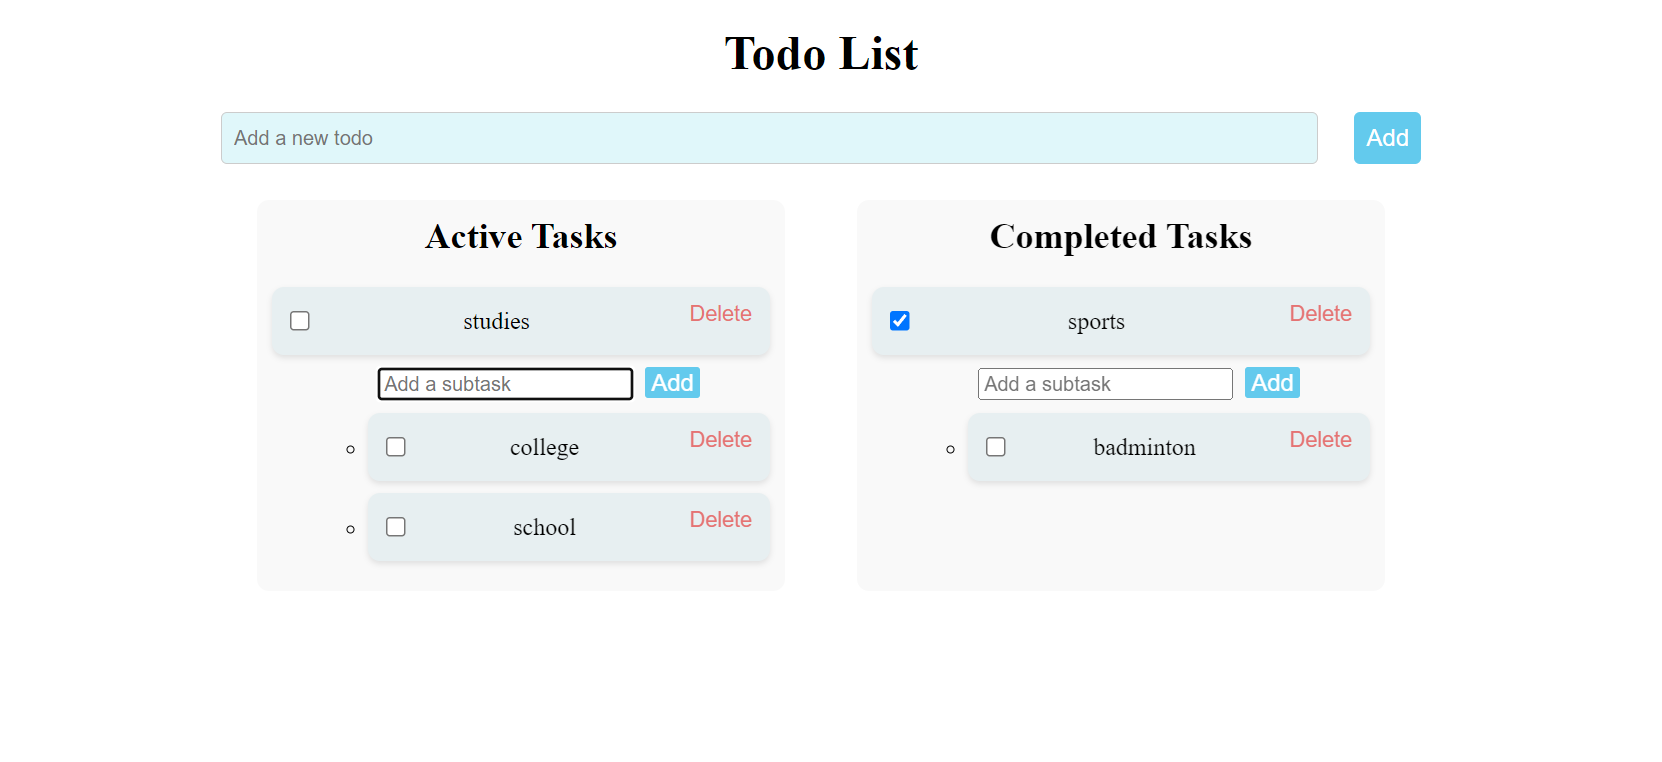 Todo List
Add a new todo
Add
Active Tasks
studies
Delete
Add a subtask
Add
college
Delete
school
Delete
Completed Tasks
sports
Delete
Add a subtask
Add
badminton
Delete